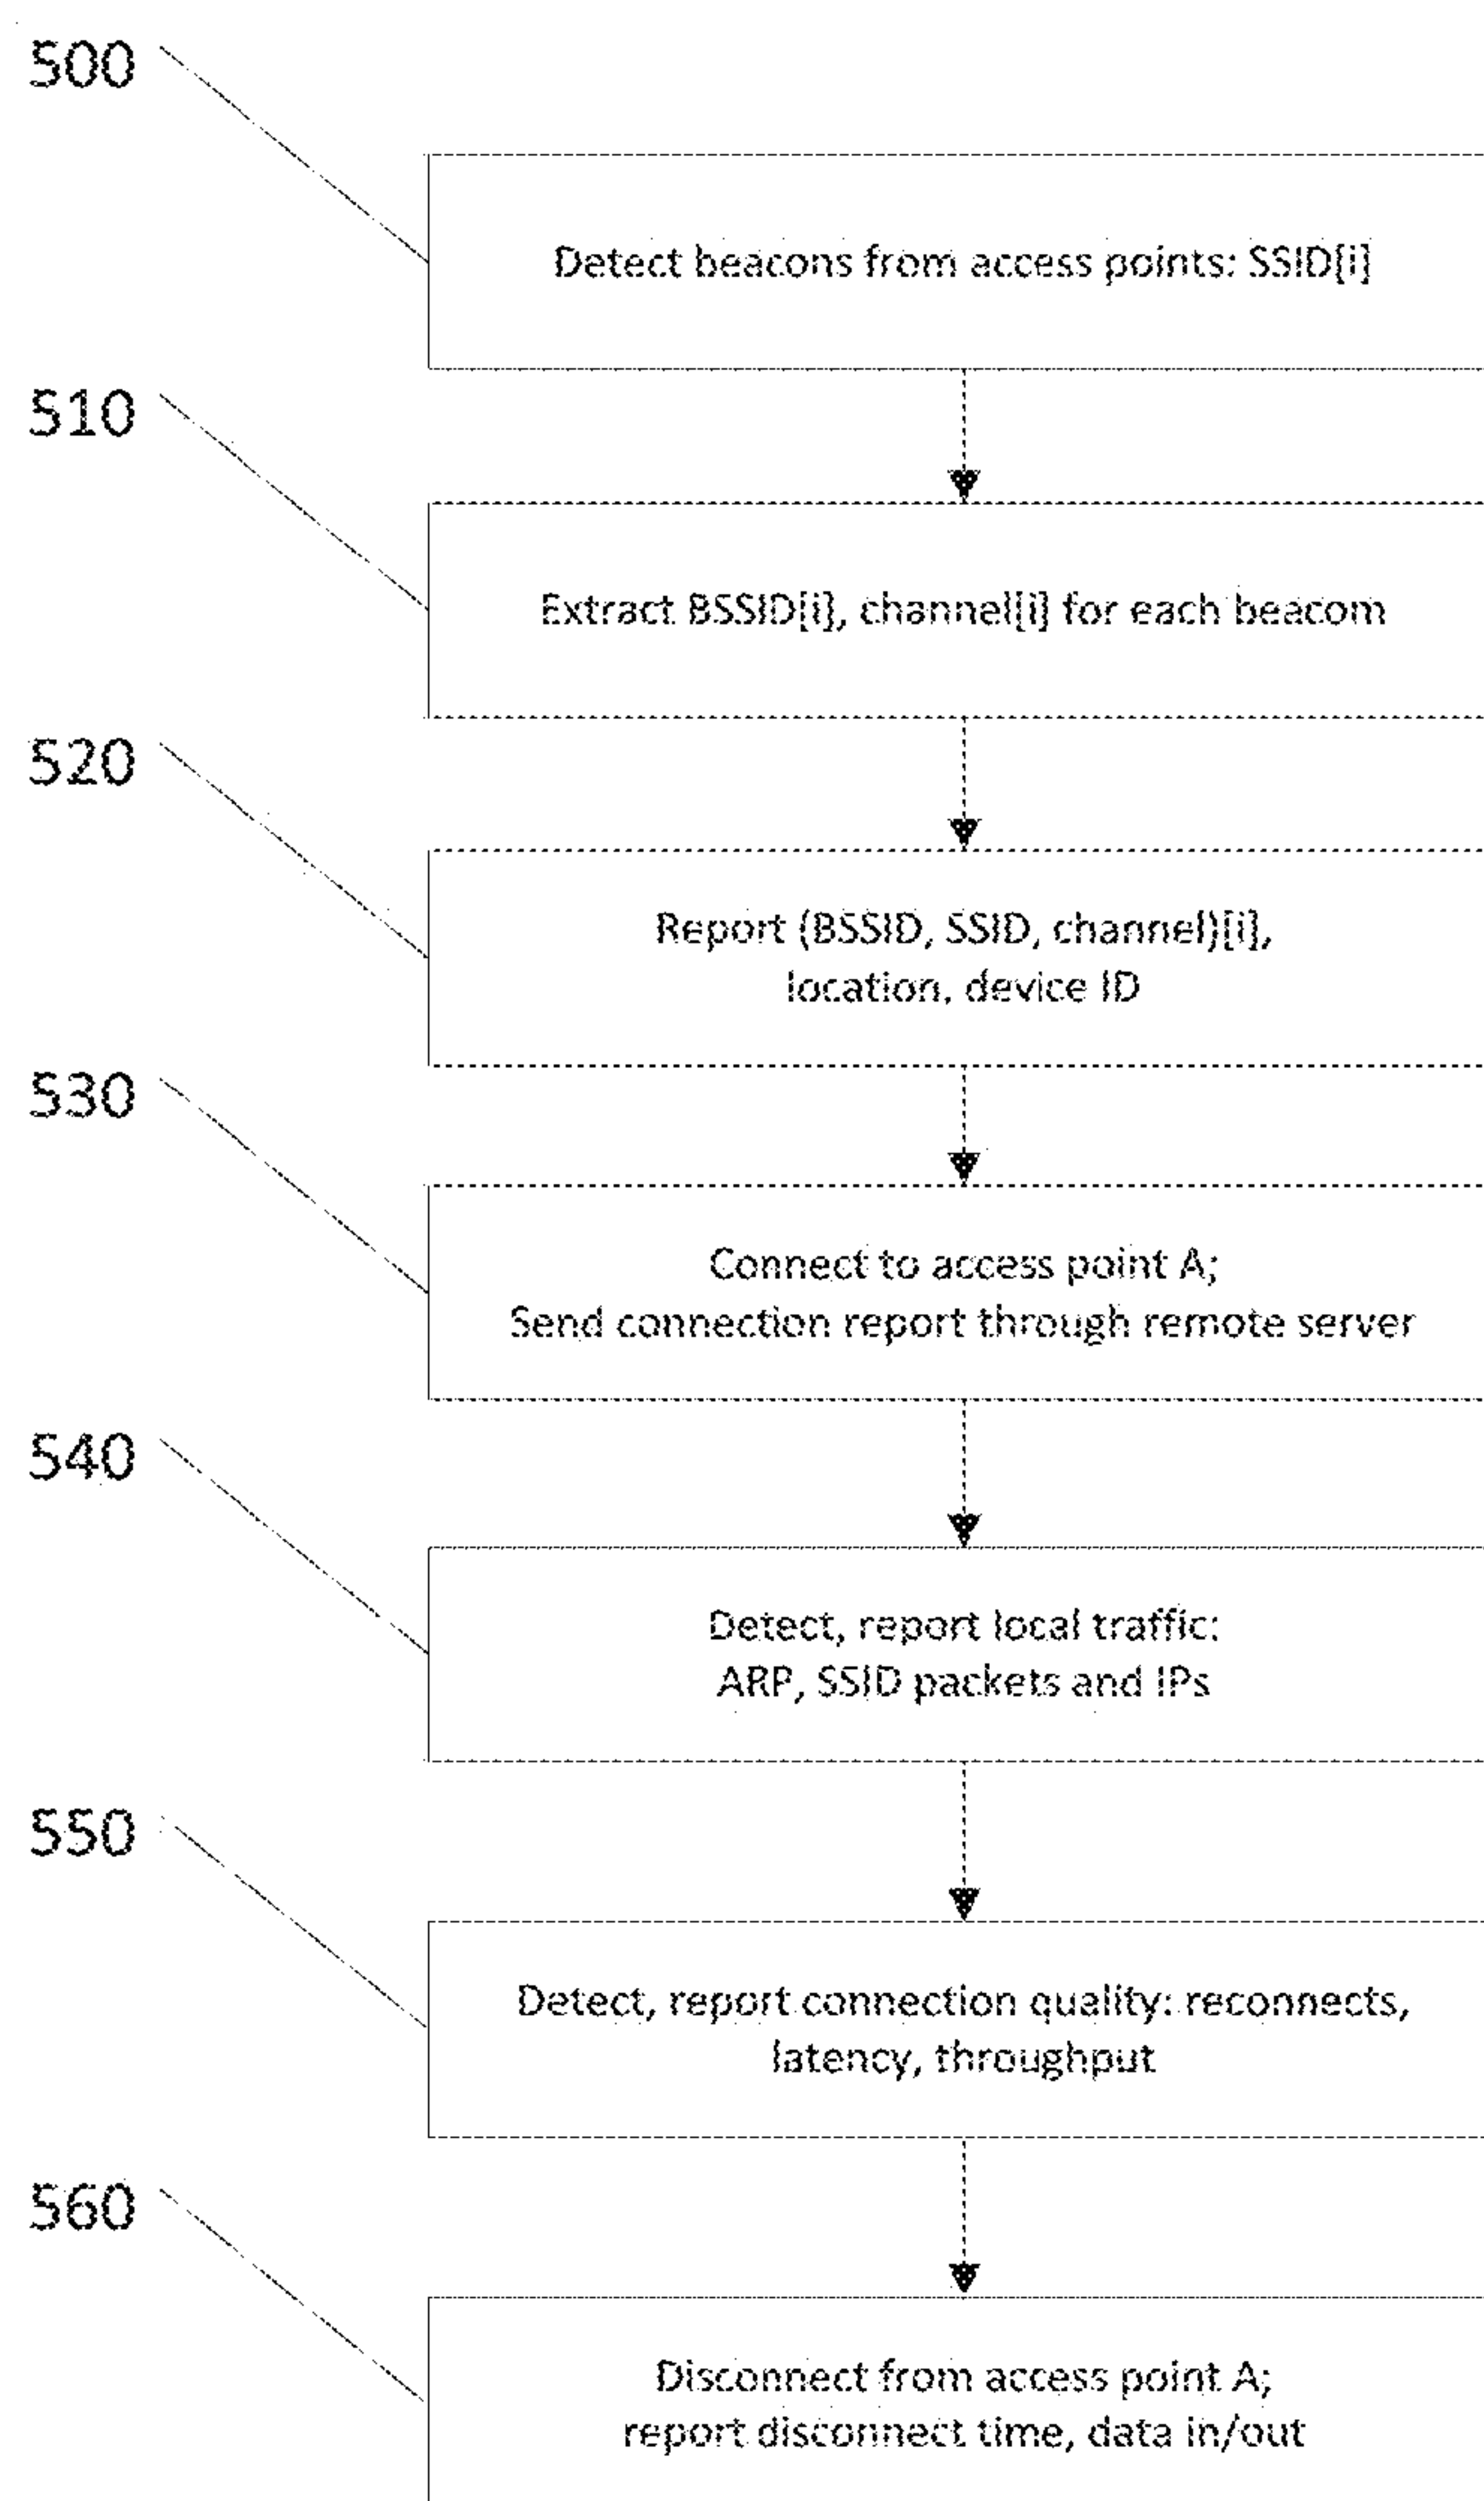 500
Detect beacons from access points: SSID[i]
510
Extract BSSID[i], channel[i] for each beacom
520
Report (BSSID, SSID, channel)[i],
location, device ID
530
Connect to access point A;
Send connection report through remote server
540
Detect, report local traffic:
ARP, SSID packets and IPs
550
Detect, report connection quality: reconnects,
latency, throughput
560
Disconnect from access point A;
report disconnect time, data in/out